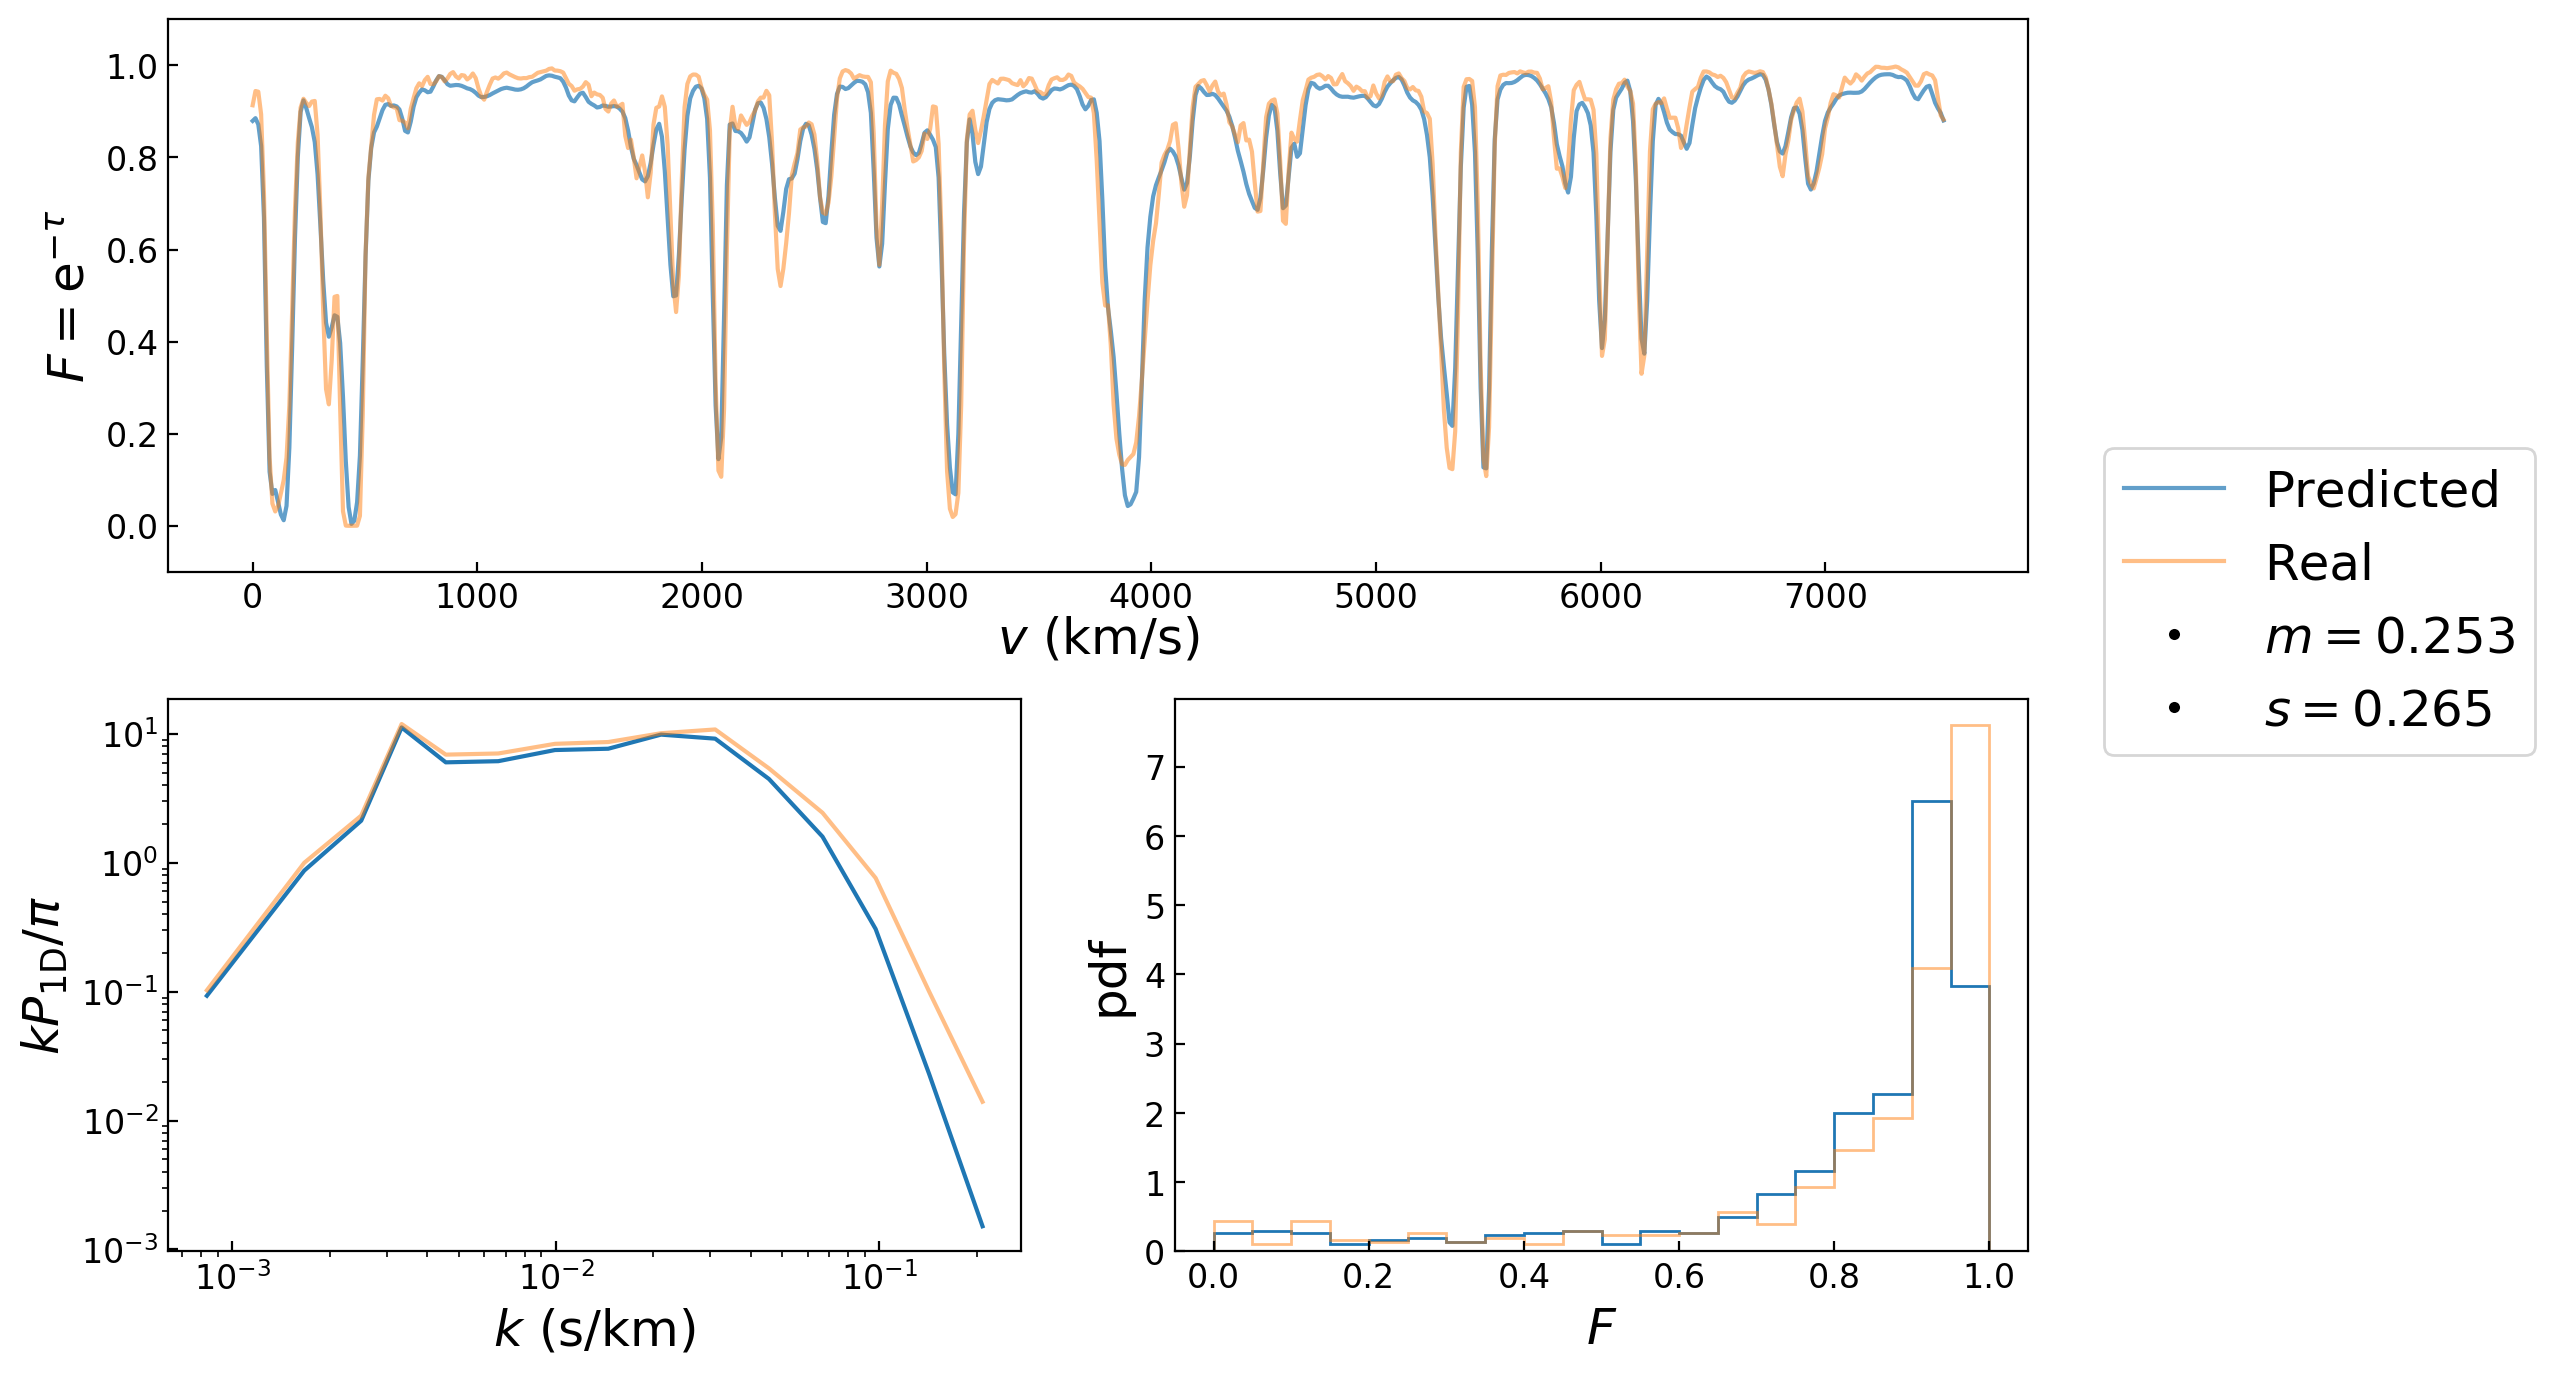 1.0
0.8
0.6
0.4
0.2
0.0
F = e^{−τ}
0 1000 2000 3000 4000 5000 6000 7000
v (km/s)
Predicted
Real
m = 0.253
s = 0.265
10^1
10^0
10^{−1}
10^{−2}
10^{−3}
kP_{1D}/π
10^{−3} 10^{−2} 10^{−1}
k (s/km)
7
6
5
4
3
2
1
0
pdf
0.0 0.2 0.4 0.6 0.8 1.0
F